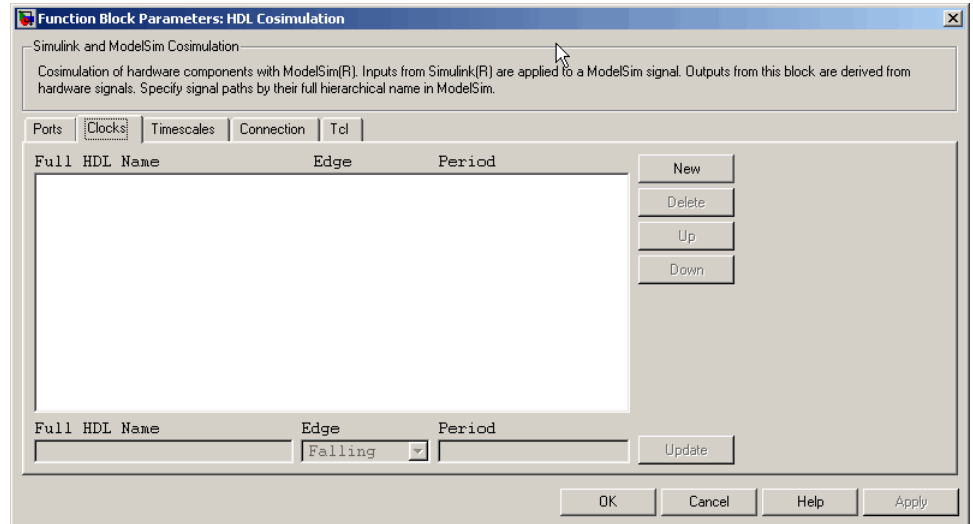 Function Block Parameters: HDL Cosimulation
Simulink and ModelSim Cosimulation
Cosimulation of hardware components with ModelSim(R). Inputs from Simulink(R) are applied to a ModelSim signal. Outputs from this block are derived from
hardware signals. Specify signal paths by their full hierarchical name in ModelSim.
Ports Clocks Timescales Connection Tcl
Full HDL Name Edge Period
New
Delete
Up
Down
Full HDL Name Edge Period
Falling Update
OK Cancel Help Apply